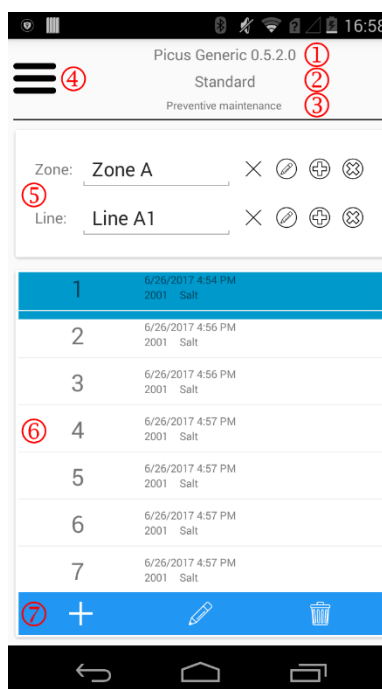 16:58
Picus Generic 0.5.2.0 1
Standard 2
4
Preventive maintenance 3
Zone: Zone A
5
Line: Line A1
1 6/26/2017 4:54 PM
2001 Salt
2 6/26/2017 4:56 PM
2001 Salt
3 6/26/2017 4:56 PM
2001 Salt
6 4 6/26/2017 4:57 PM
2001 Salt
5 6/26/2017 4:57 PM
2001 Salt
6 6/26/2017 4:57 PM
2001 Salt
7 6/26/2017 4:57 PM
2001 Salt
7